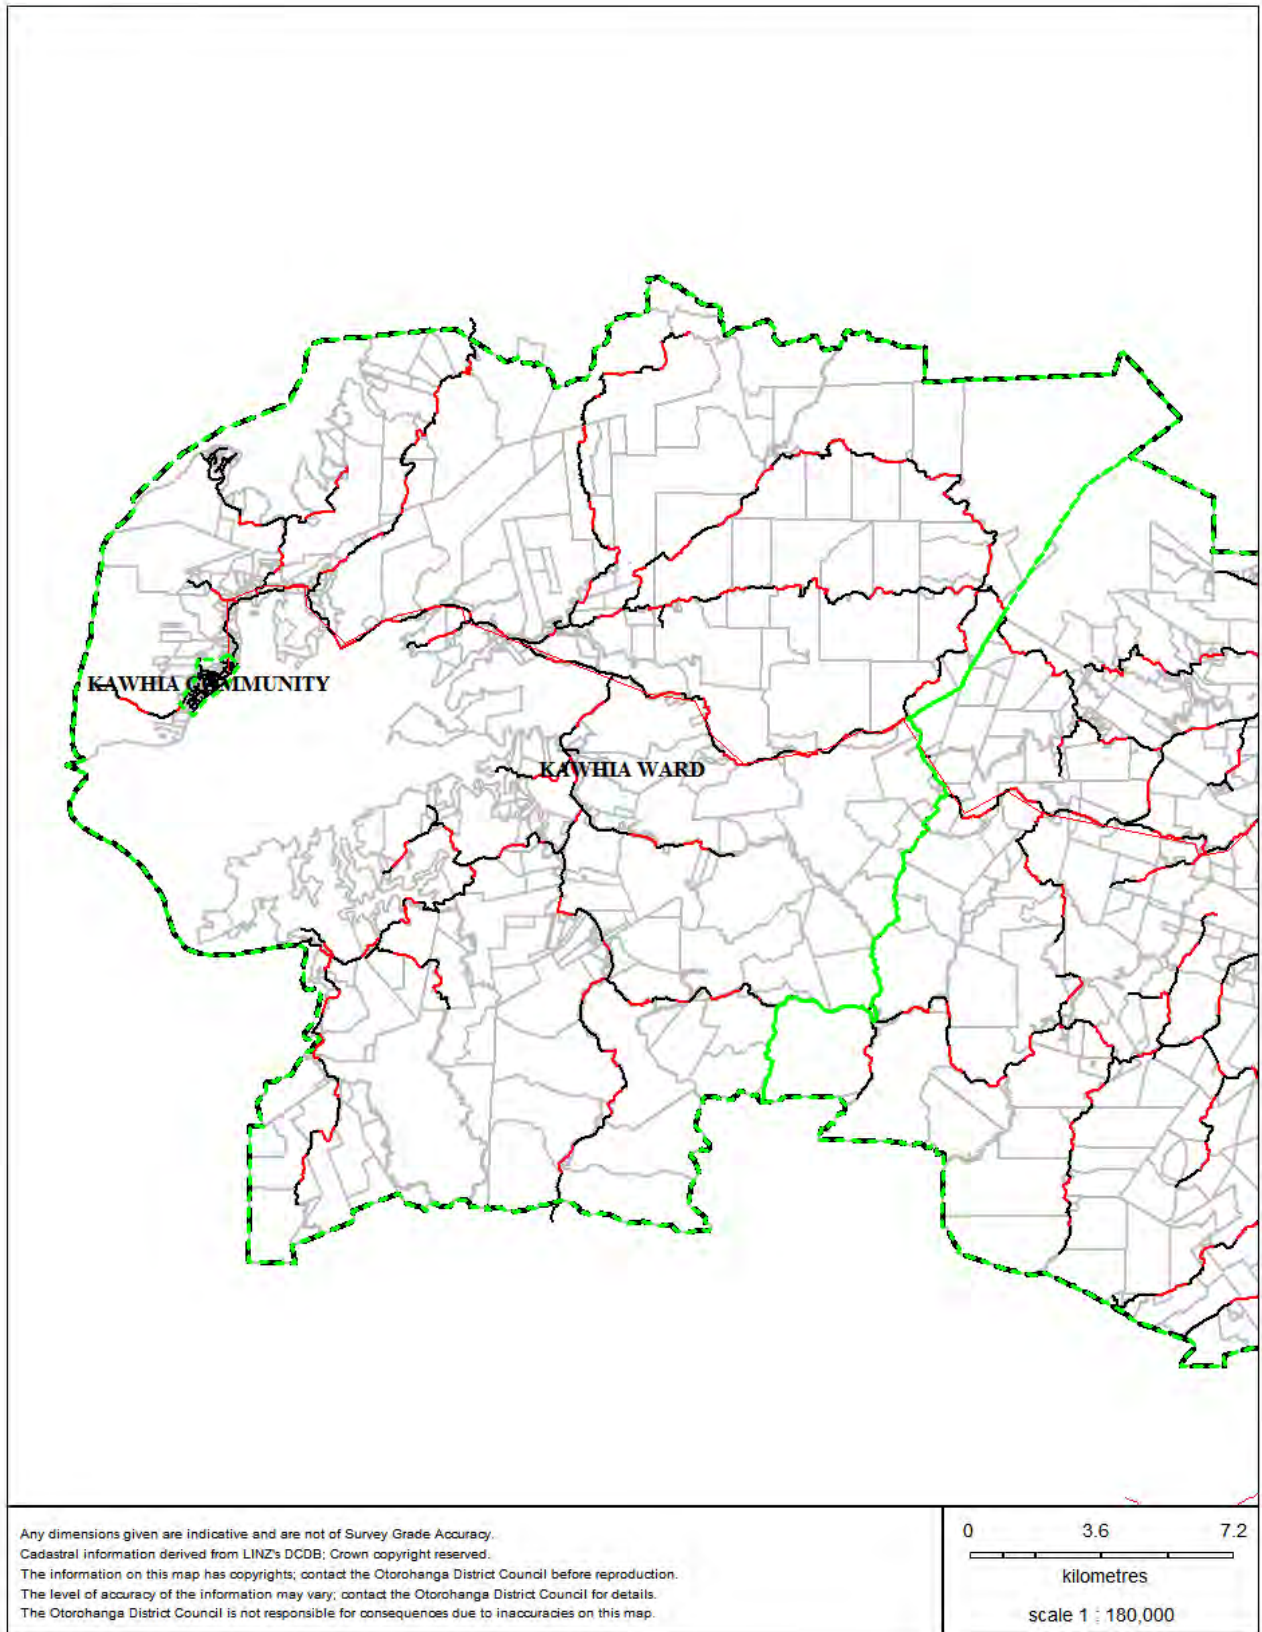 KAWHIA COMMUNITY
KAWHIA WARD
Any dimensions given are indicative and are not of Survey Grade Accuracy.
Cadastral information derived from LINZ's DCDB; Crown copyright reserved.
The information on this map has copyrights; contact the Otorohanga District Council before reproduction.
The level of accuracy of the information may vary; contact the Otorohanga District Council for details.
The Otorohanga District Council is not responsible for consequences due to inaccuracies on this map.
0 3.6 7.2
kilometres
scale 1 : 180,000